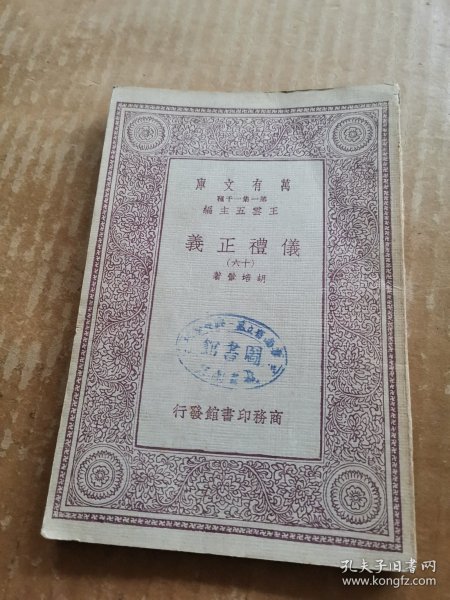 萬有文庫
第一集一千種
王雲五主編
儀禮正義
(十六)
胡培翬著
圖書館
商務印書館發行
孔夫子旧书网
www.kongfz.com